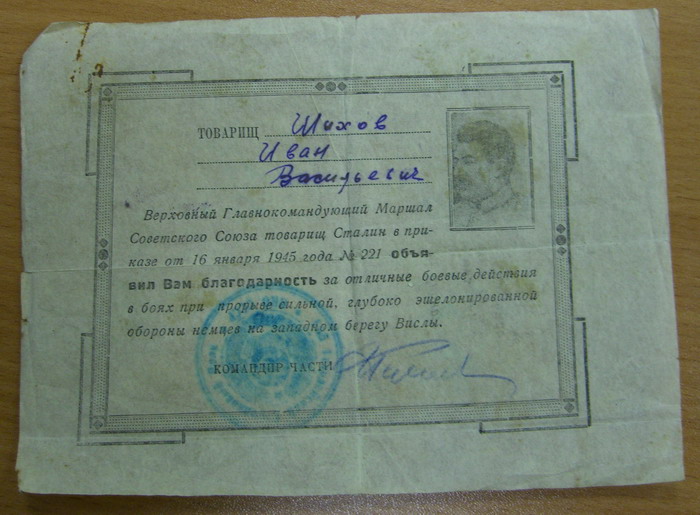 ТОВАРИЩ Шихов
Иван
Васильевич
Верховный Главнокомандующий Маршал
Советского Союза товарищ Сталин в при-
казе от 16 января 1945 года № 221 объя-
вил Вам благодарность за отличные боевые действия
в боях при прорыве сильной, глубоко эшелонированной
обороны немцев на западном берегу Вислы.
КОМАНДИР ЧАСТИ